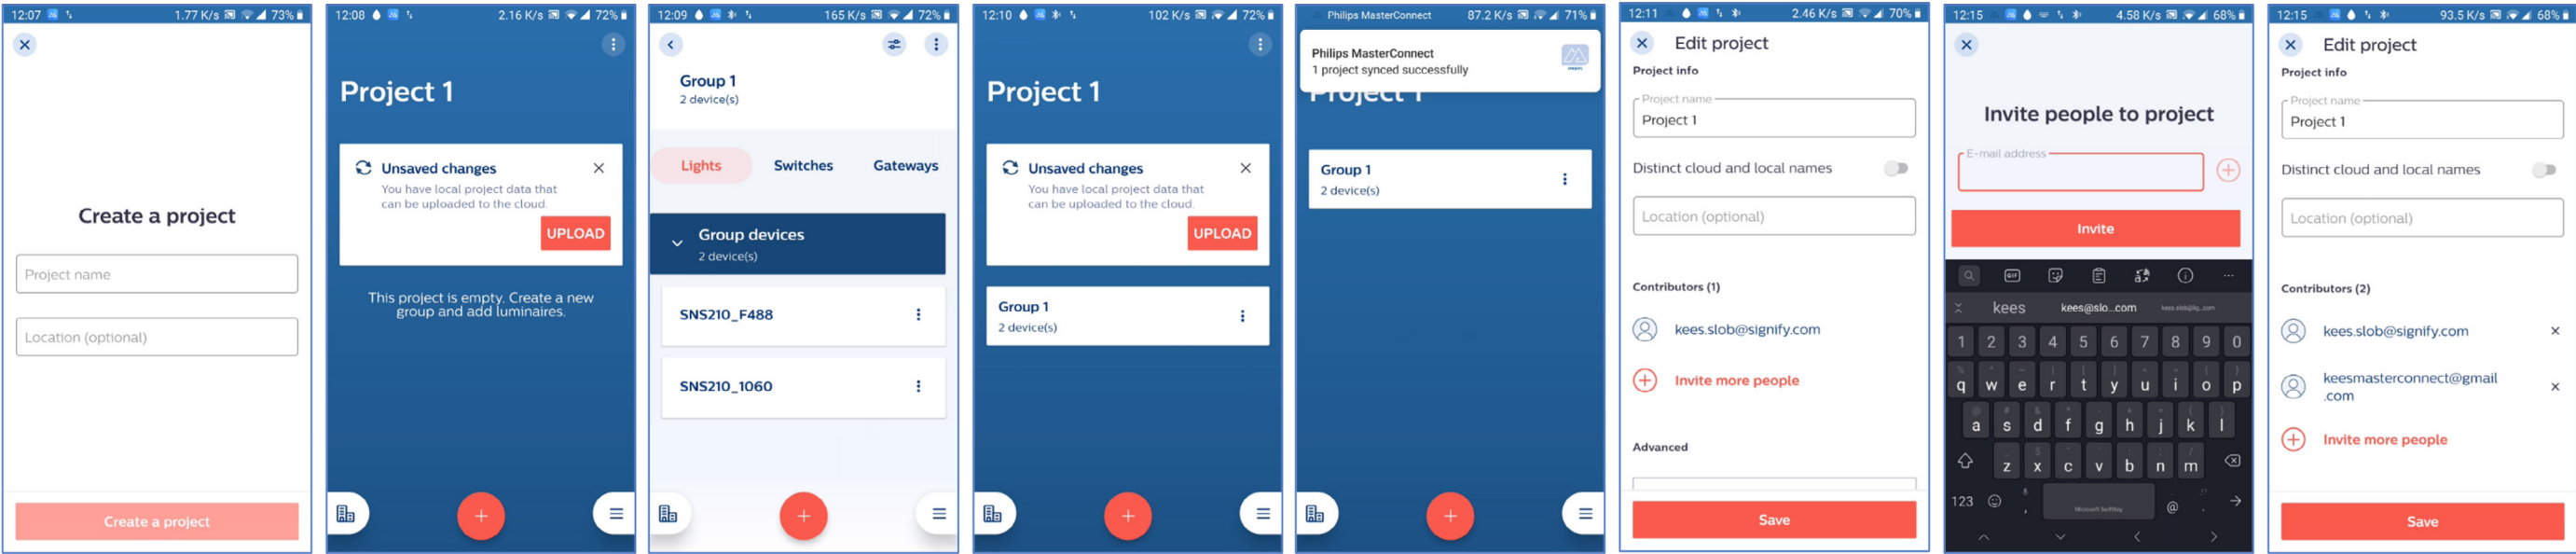 12:07 1.77 K/s 73%
Create a project
Project name
Location (optional)
Create a project
12:08 2.16 K/s 72%
Project 1
Unsaved changes
You have local project data that
can be uploaded to the cloud.
UPLOAD
This project is empty. Create a new
group and add luminaires.
12:09 165 K/s 72%
Group 1
2 device(s)
Lights Switches Gateways
Group devices
2 device(s)
SNS210_F488
SNS210_1060
12:10 102 K/s 72%
Project 1
Unsaved changes
You have local project data that
can be uploaded to the cloud.
UPLOAD
Group 1
2 device(s)
Philips MasterConnect 87.2 K/s 71%
Philips MasterConnect
1 project synced successfully
Project 1
Group 1
2 device(s)
12:11 2.46 K/s 70%
Edit project
Project info
Project name
Project 1
Distinct cloud and local names
Location (optional)
Contributors (1)
kees.slob@signify.com
Invite more people
Advanced
Save
12:15 4.58 K/s 68%
Invite people to project
E-mail address
Invite
GIF
kees kees@slo...com
1 2 3 4 5 6 7 8 9 0
q w e r t y u i o p
a s d f g h j k l
z x c v b n m
123 , Microsoft SwiftKey @ .
12:15 93.5 K/s 68%
Edit project
Project info
Project name
Project 1
Distinct cloud and local names
Location (optional)
Contributors (2)
kees.slob@signify.com
keesmasterconnect@gmail
.com
Invite more people
Save